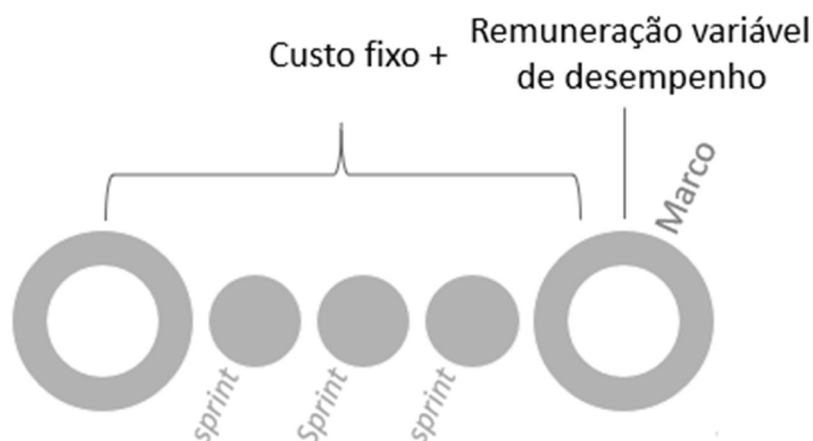 Custo fixo +
Remuneração variável
de desempenho
Marco
sprint
Sprint
sprint